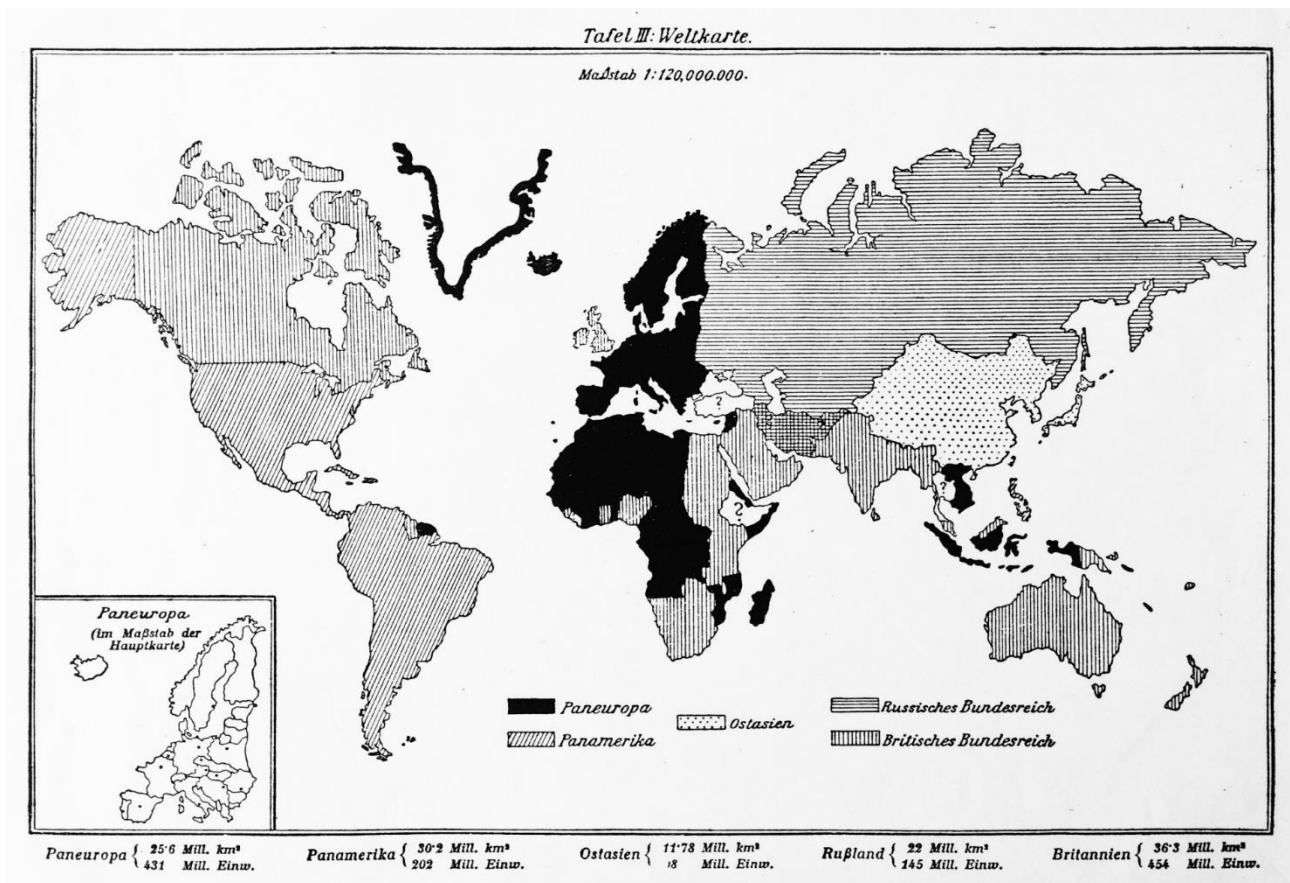 Tafel III: Weltkarte.
Maßstab 1:120,000.000.
?
?
?
Paneuropa
(im Maßstab der
Hauptkarte)
Paneuropa
Panamerika
Ostasien
Russisches Bundesreich
Britisches Bundesreich
Paneuropa { 25·6 Mill. km²
431 Mill. Einw.
Panamerika { 30·2 Mill. km²
202 Mill. Einw.
Ostasien { 11·78 Mill. km²
Mill. Einw.
Rußland { 22 Mill. km²
145 Mill. Einw.
Britannien { 36·3 Mill. km²
454 Mill. Einw.